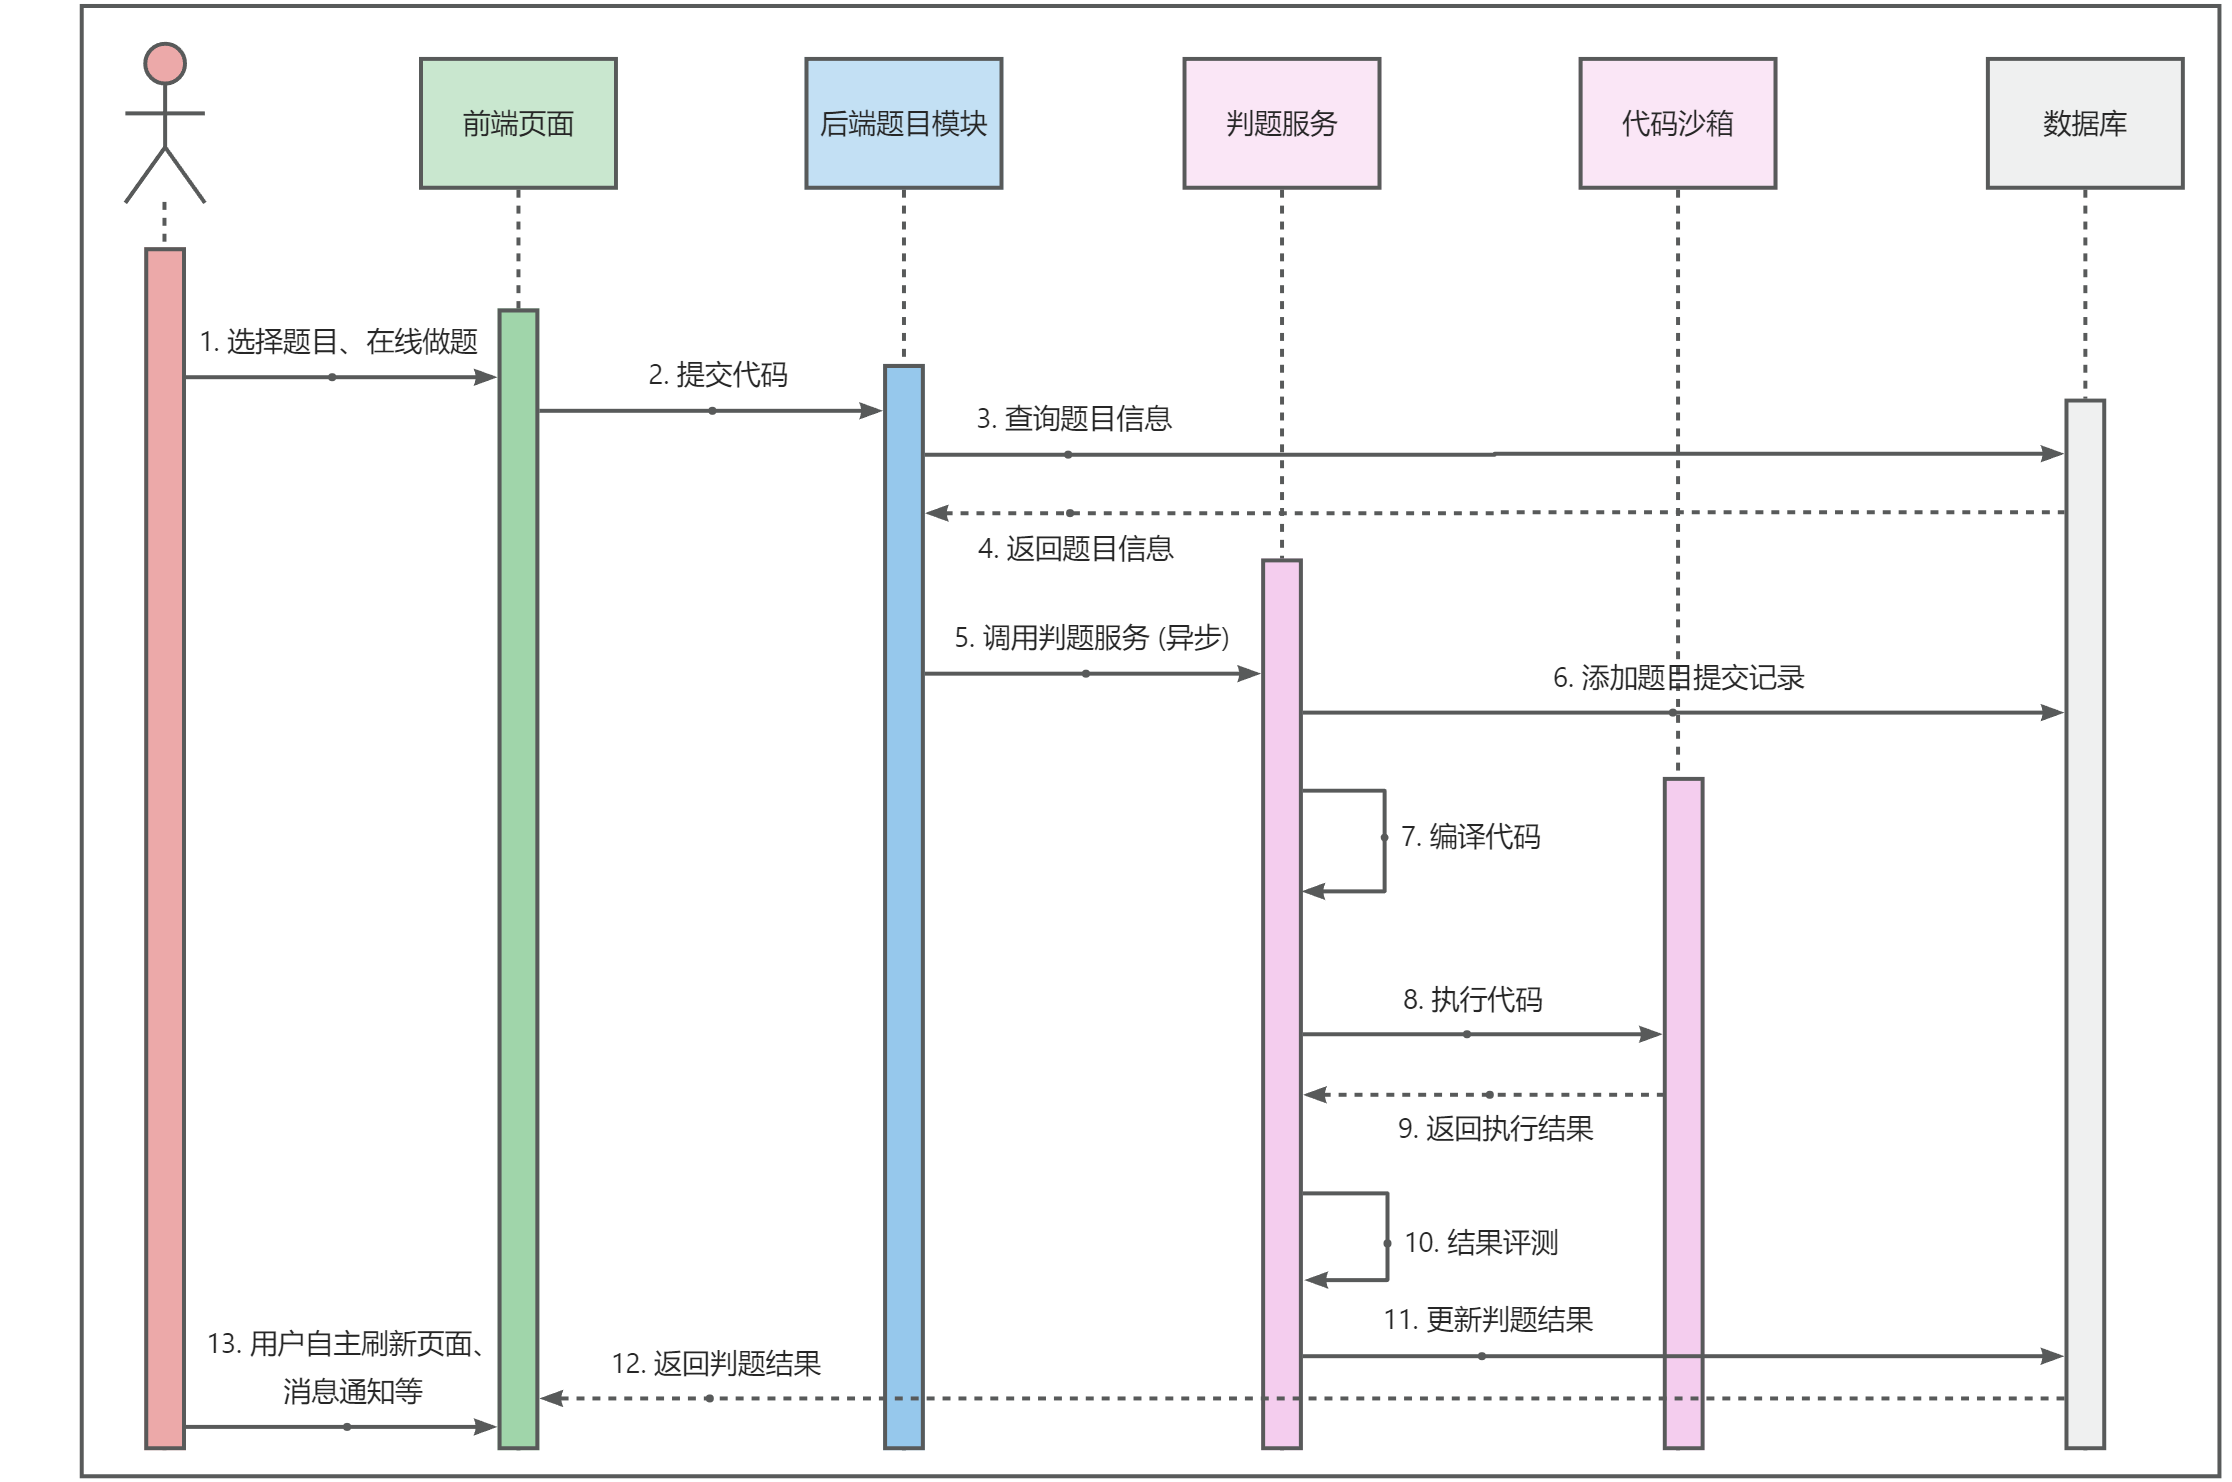 前端页面
后端题目模块
判题服务
代码沙箱
数据库
1. 选择题目、在线做题
2. 提交代码
3. 查询题目信息
4. 返回题目信息
5. 调用判题服务 (异步)
6. 添加题目提交记录
7. 编译代码
8. 执行代码
9. 返回执行结果
10. 结果评测
11. 更新判题结果
12. 返回判题结果
13. 用户自主刷新页面、
消息通知等